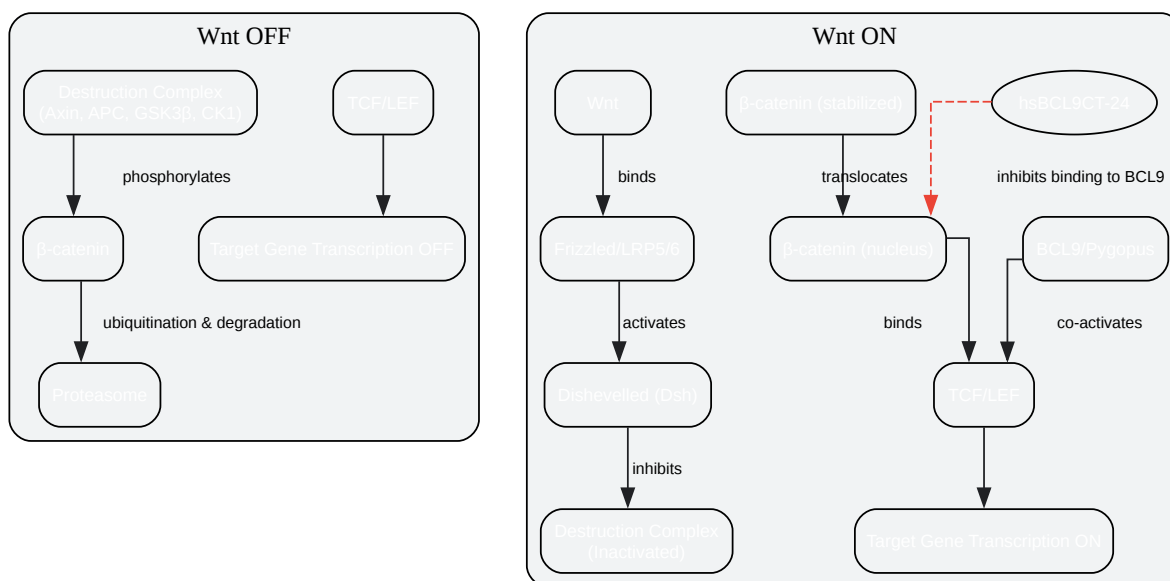 Wnt OFF
Destruction Complex
(Axin, APC, GSK3β, CK1)
TCF/LEF
phosphorylates
β-catenin
Target Gene Transcription OFF
ubiquitination & degradation
Proteasome
Wnt ON
Wnt
β-catenin (stabilized)
hsBCL9CT-24
binds
translocates
inhibits binding to BCL9
Frizzled/LRP5/6
β-catenin (nucleus)
BCL9/Pygopus
activates
binds
co-activates
Dishevelled (Dsh)
TCF/LEF
inhibits
Destruction Complex
(Inactivated)
Target Gene Transcription ON